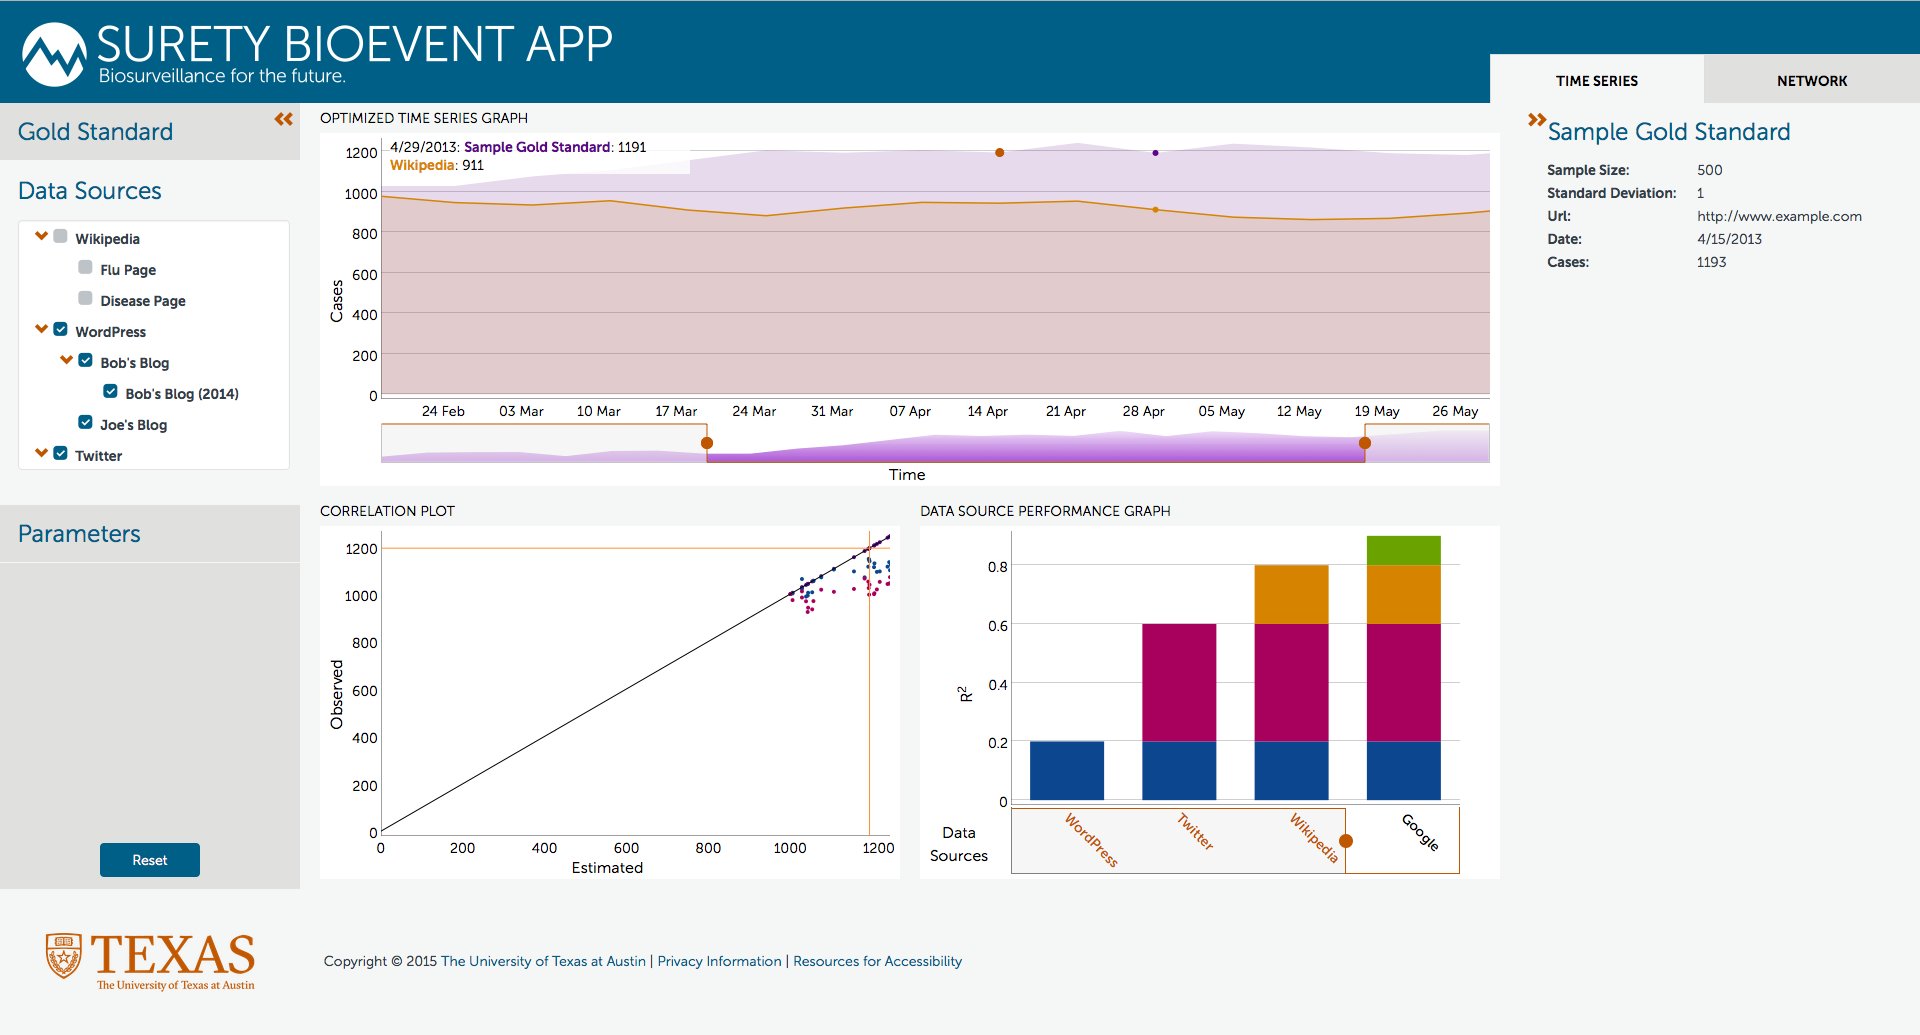 SURETY BIOEVENT APP
Biosurveillance for the future.
TIME SERIES
NETWORK
Gold Standard
Data Sources
Wikipedia
Flu Page
Disease Page
WordPress
Bob's Blog
Bob's Blog (2014)
Joe's Blog
Twitter
Parameters
Reset
OPTIMIZED TIME SERIES GRAPH
4/29/2013: Sample Gold Standard: 1191
Wikipedia: 911
1200
1000
800
600
400
200
0
Cases
24 Feb 03 Mar 10 Mar 17 Mar 24 Mar 31 Mar 07 Apr 14 Apr 21 Apr 28 Apr 05 May 12 May 19 May 26 May
Time
CORRELATION PLOT
1200
1000
800
600
400
200
0
Observed
0 200 400 600 800 1000 1200
Estimated
DATA SOURCE PERFORMANCE GRAPH
0.8
0.6
0.4
0.2
0
R²
Data
Sources
WordPress
Twitter
Wikipedia
Google
Sample Gold Standard
Sample Size: 500
Standard Deviation: 1
Url: http://www.example.com
Date: 4/15/2013
Cases: 1193
TEXAS
The University of Texas at Austin
Copyright © 2015 The University of Texas at Austin | Privacy Information | Resources for Accessibility